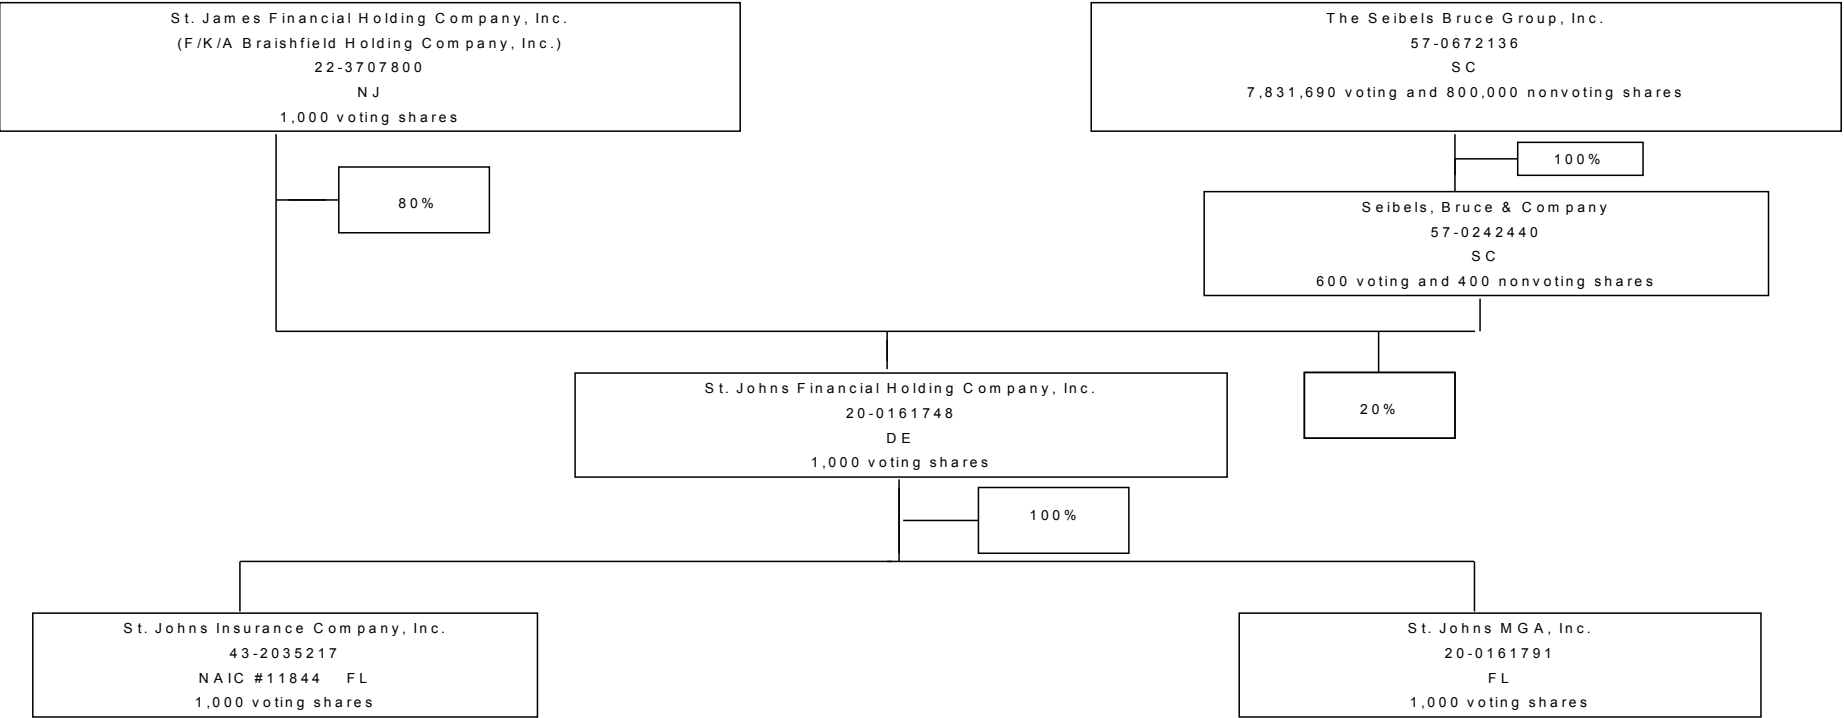 St. James Financial Holding Company, Inc.
(F/K/A Braishfield Holding Company, Inc.)
22-3707800
NJ
1,000 voting shares
The Seibels Bruce Group, Inc.
57-0672136
SC
7,831,690 voting and 800,000 nonvoting shares
100%
80%
Seibels, Bruce & Company
57-0242440
SC
600 voting and 400 nonvoting shares
St. Johns Financial Holding Company, Inc.
20-0161748
DE
1,000 voting shares
20%
100%
St. Johns Insurance Company, Inc.
43-2035217
NAIC #11844 FL
1,000 voting shares
St. Johns MGA, Inc.
20-0161791
FL
1,000 voting shares